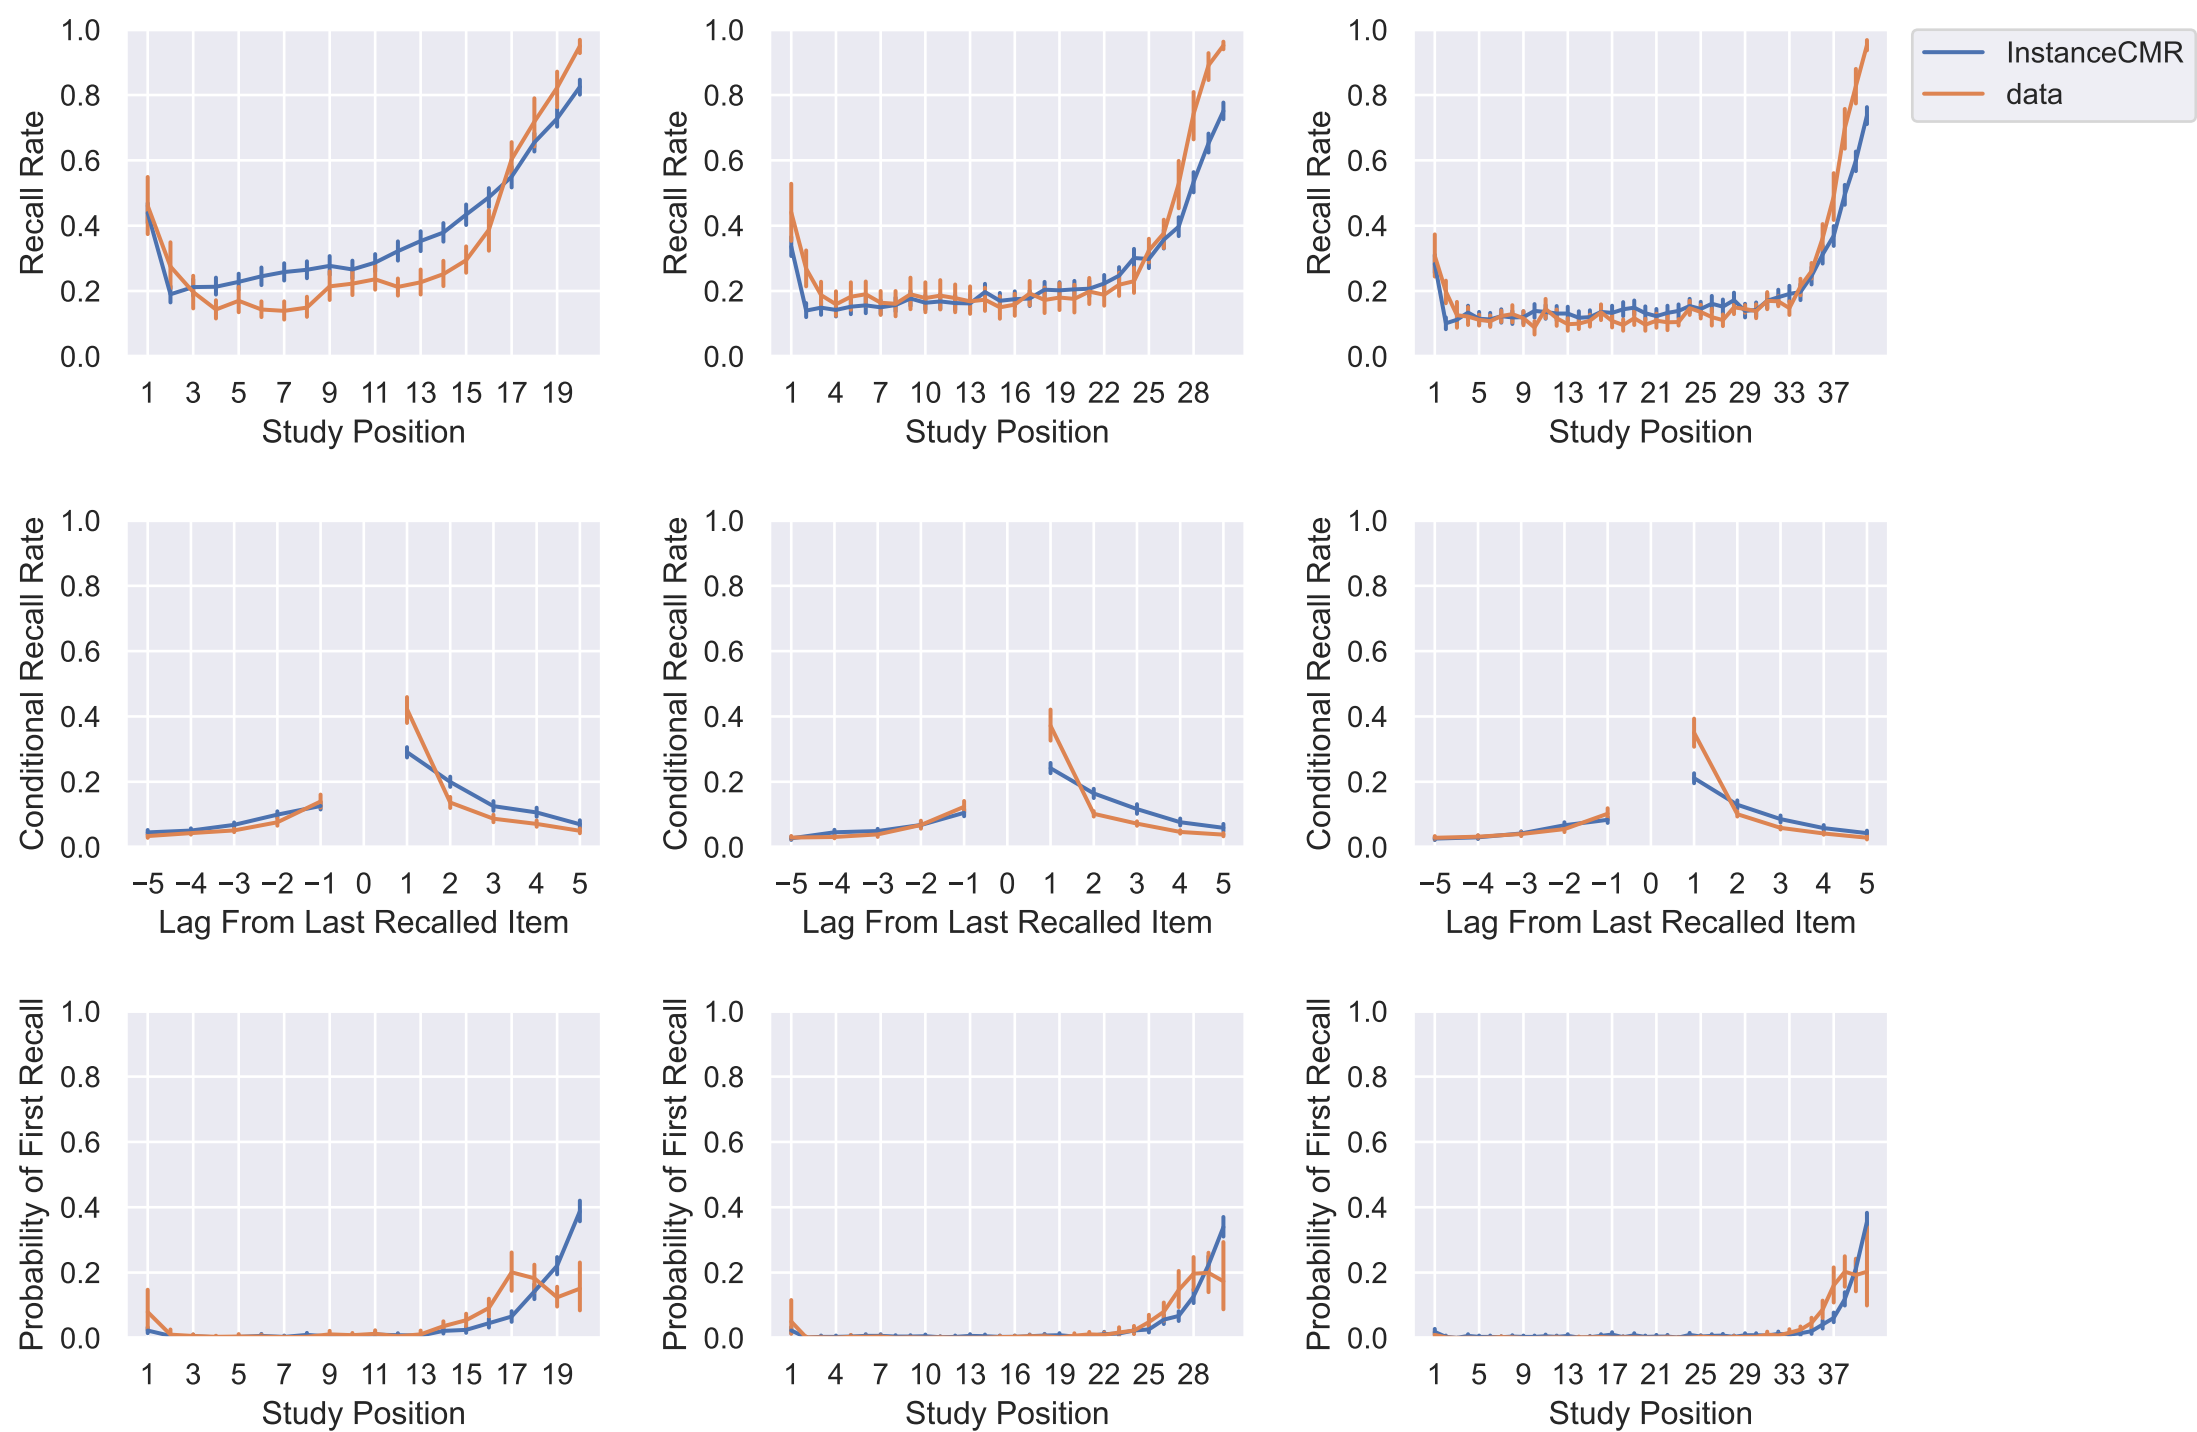 InstanceCMR
data
Recall Rate
1.0
0.8
0.6
0.4
0.2
0.0
1 3 5 7 9 11 13 15 17 19
Study Position
Recall Rate
1.0
0.8
0.6
0.4
0.2
0.0
1 4 7 10 13 16 19 22 25 28
Study Position
Recall Rate
1.0
0.8
0.6
0.4
0.2
0.0
1 5 9 13 17 21 25 29 33 37
Study Position
Conditional Recall Rate
1.0
0.8
0.6
0.4
0.2
0.0
−5 −4 −3 −2 −1 0 1 2 3 4 5
Lag From Last Recalled Item
Conditional Recall Rate
1.0
0.8
0.6
0.4
0.2
0.0
−5 −4 −3 −2 −1 0 1 2 3 4 5
Lag From Last Recalled Item
Conditional Recall Rate
1.0
0.8
0.6
0.4
0.2
0.0
−5 −4 −3 −2 −1 0 1 2 3 4 5
Lag From Last Recalled Item
Probability of First Recall
1.0
0.8
0.6
0.4
0.2
0.0
1 3 5 7 9 11 13 15 17 19
Study Position
Probability of First Recall
1.0
0.8
0.6
0.4
0.2
0.0
1 4 7 10 13 16 19 22 25 28
Study Position
Probability of First Recall
1.0
0.8
0.6
0.4
0.2
0.0
1 5 9 13 17 21 25 29 33 37
Study Position